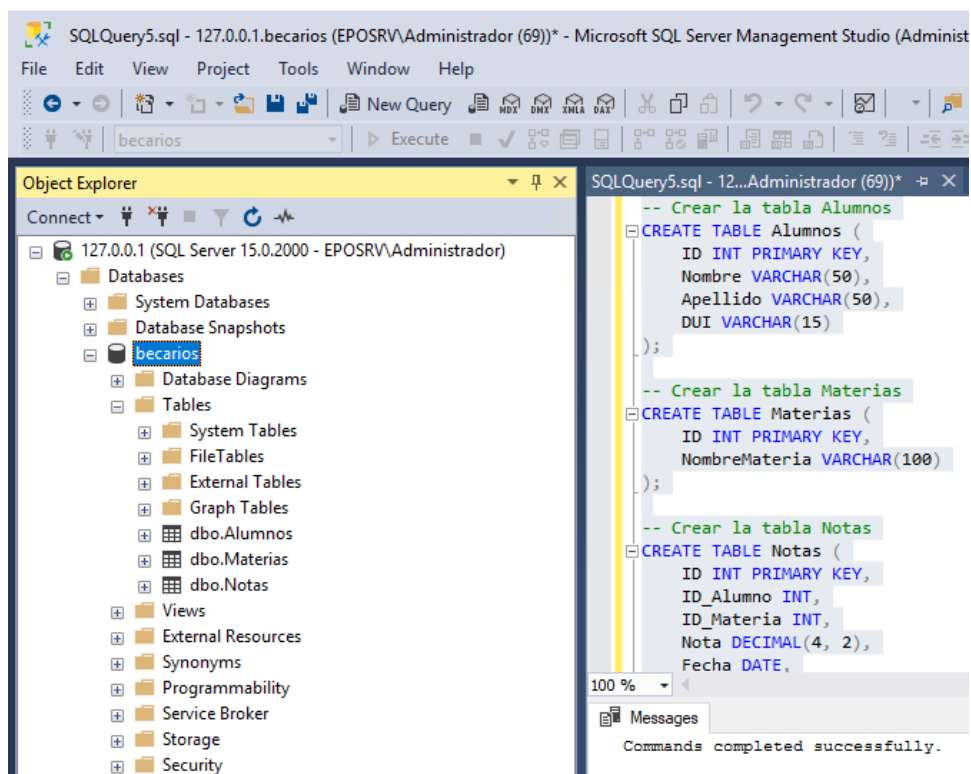 SQLQuery5.sql - 127.0.0.1.becarios (EPOSRV\Administrador (69))* - Microsoft SQL Server Management Studio (Administ
File Edit View Project Tools Window Help
New Query MDX DMX XMLA DAX
becarios Execute
Object Explorer
Connect
127.0.0.1 (SQL Server 15.0.2000 - EPOSRV\Administrador)
Databases
System Databases
Database Snapshots
becarios
Database Diagrams
Tables
System Tables
FileTables
External Tables
Graph Tables
dbo.Alumnos
dbo.Materias
dbo.Notas
Views
External Resources
Synonyms
Programmability
Service Broker
Storage
Security
SQLQuery5.sql - 12...Administrador (69))*
-- Crear la tabla Alumnos
CREATE TABLE Alumnos (
ID INT PRIMARY KEY,
Nombre VARCHAR(50),
Apellido VARCHAR(50),
DUI VARCHAR(15)
);
-- Crear la tabla Materias
CREATE TABLE Materias (
ID INT PRIMARY KEY,
NombreMateria VARCHAR(100)
);
-- Crear la tabla Notas
CREATE TABLE Notas (
ID INT PRIMARY KEY,
ID_Alumno INT,
ID_Materia INT,
Nota DECIMAL(4, 2),
Fecha DATE,
100 %
Messages
Commands completed successfully.